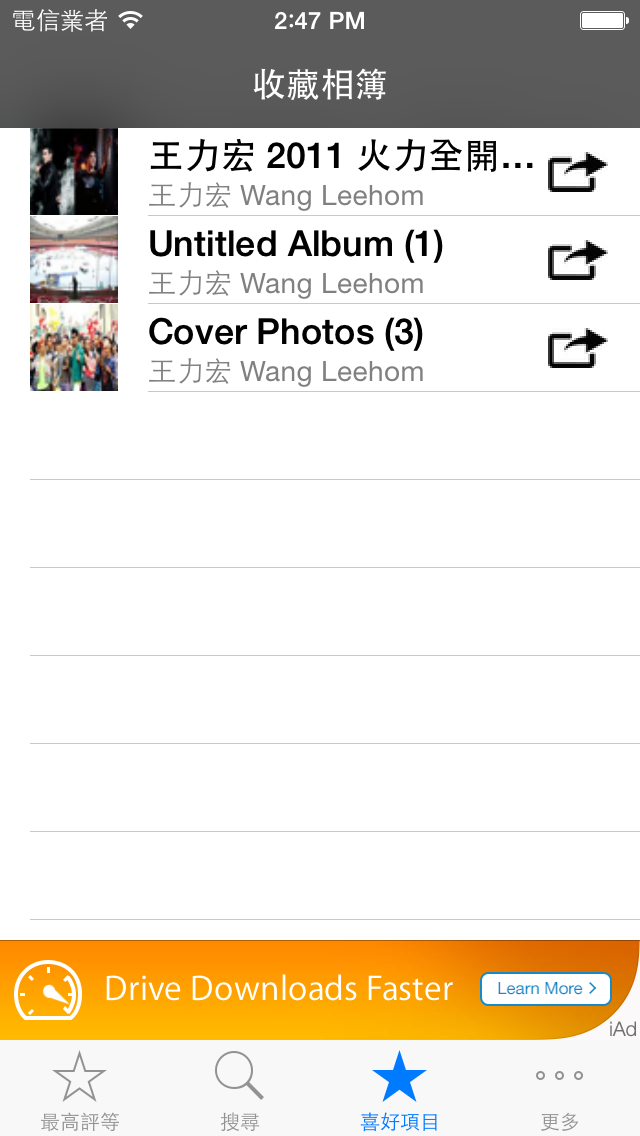 電信業者
2:47 PM
收藏相簿
王力宏 2011 火力全開...
王力宏 Wang Leehom
Untitled Album (1)
王力宏 Wang Leehom
Cover Photos (3)
王力宏 Wang Leehom
Drive Downloads Faster
Learn More >
iAd
最高評等
搜尋
喜好項目
更多